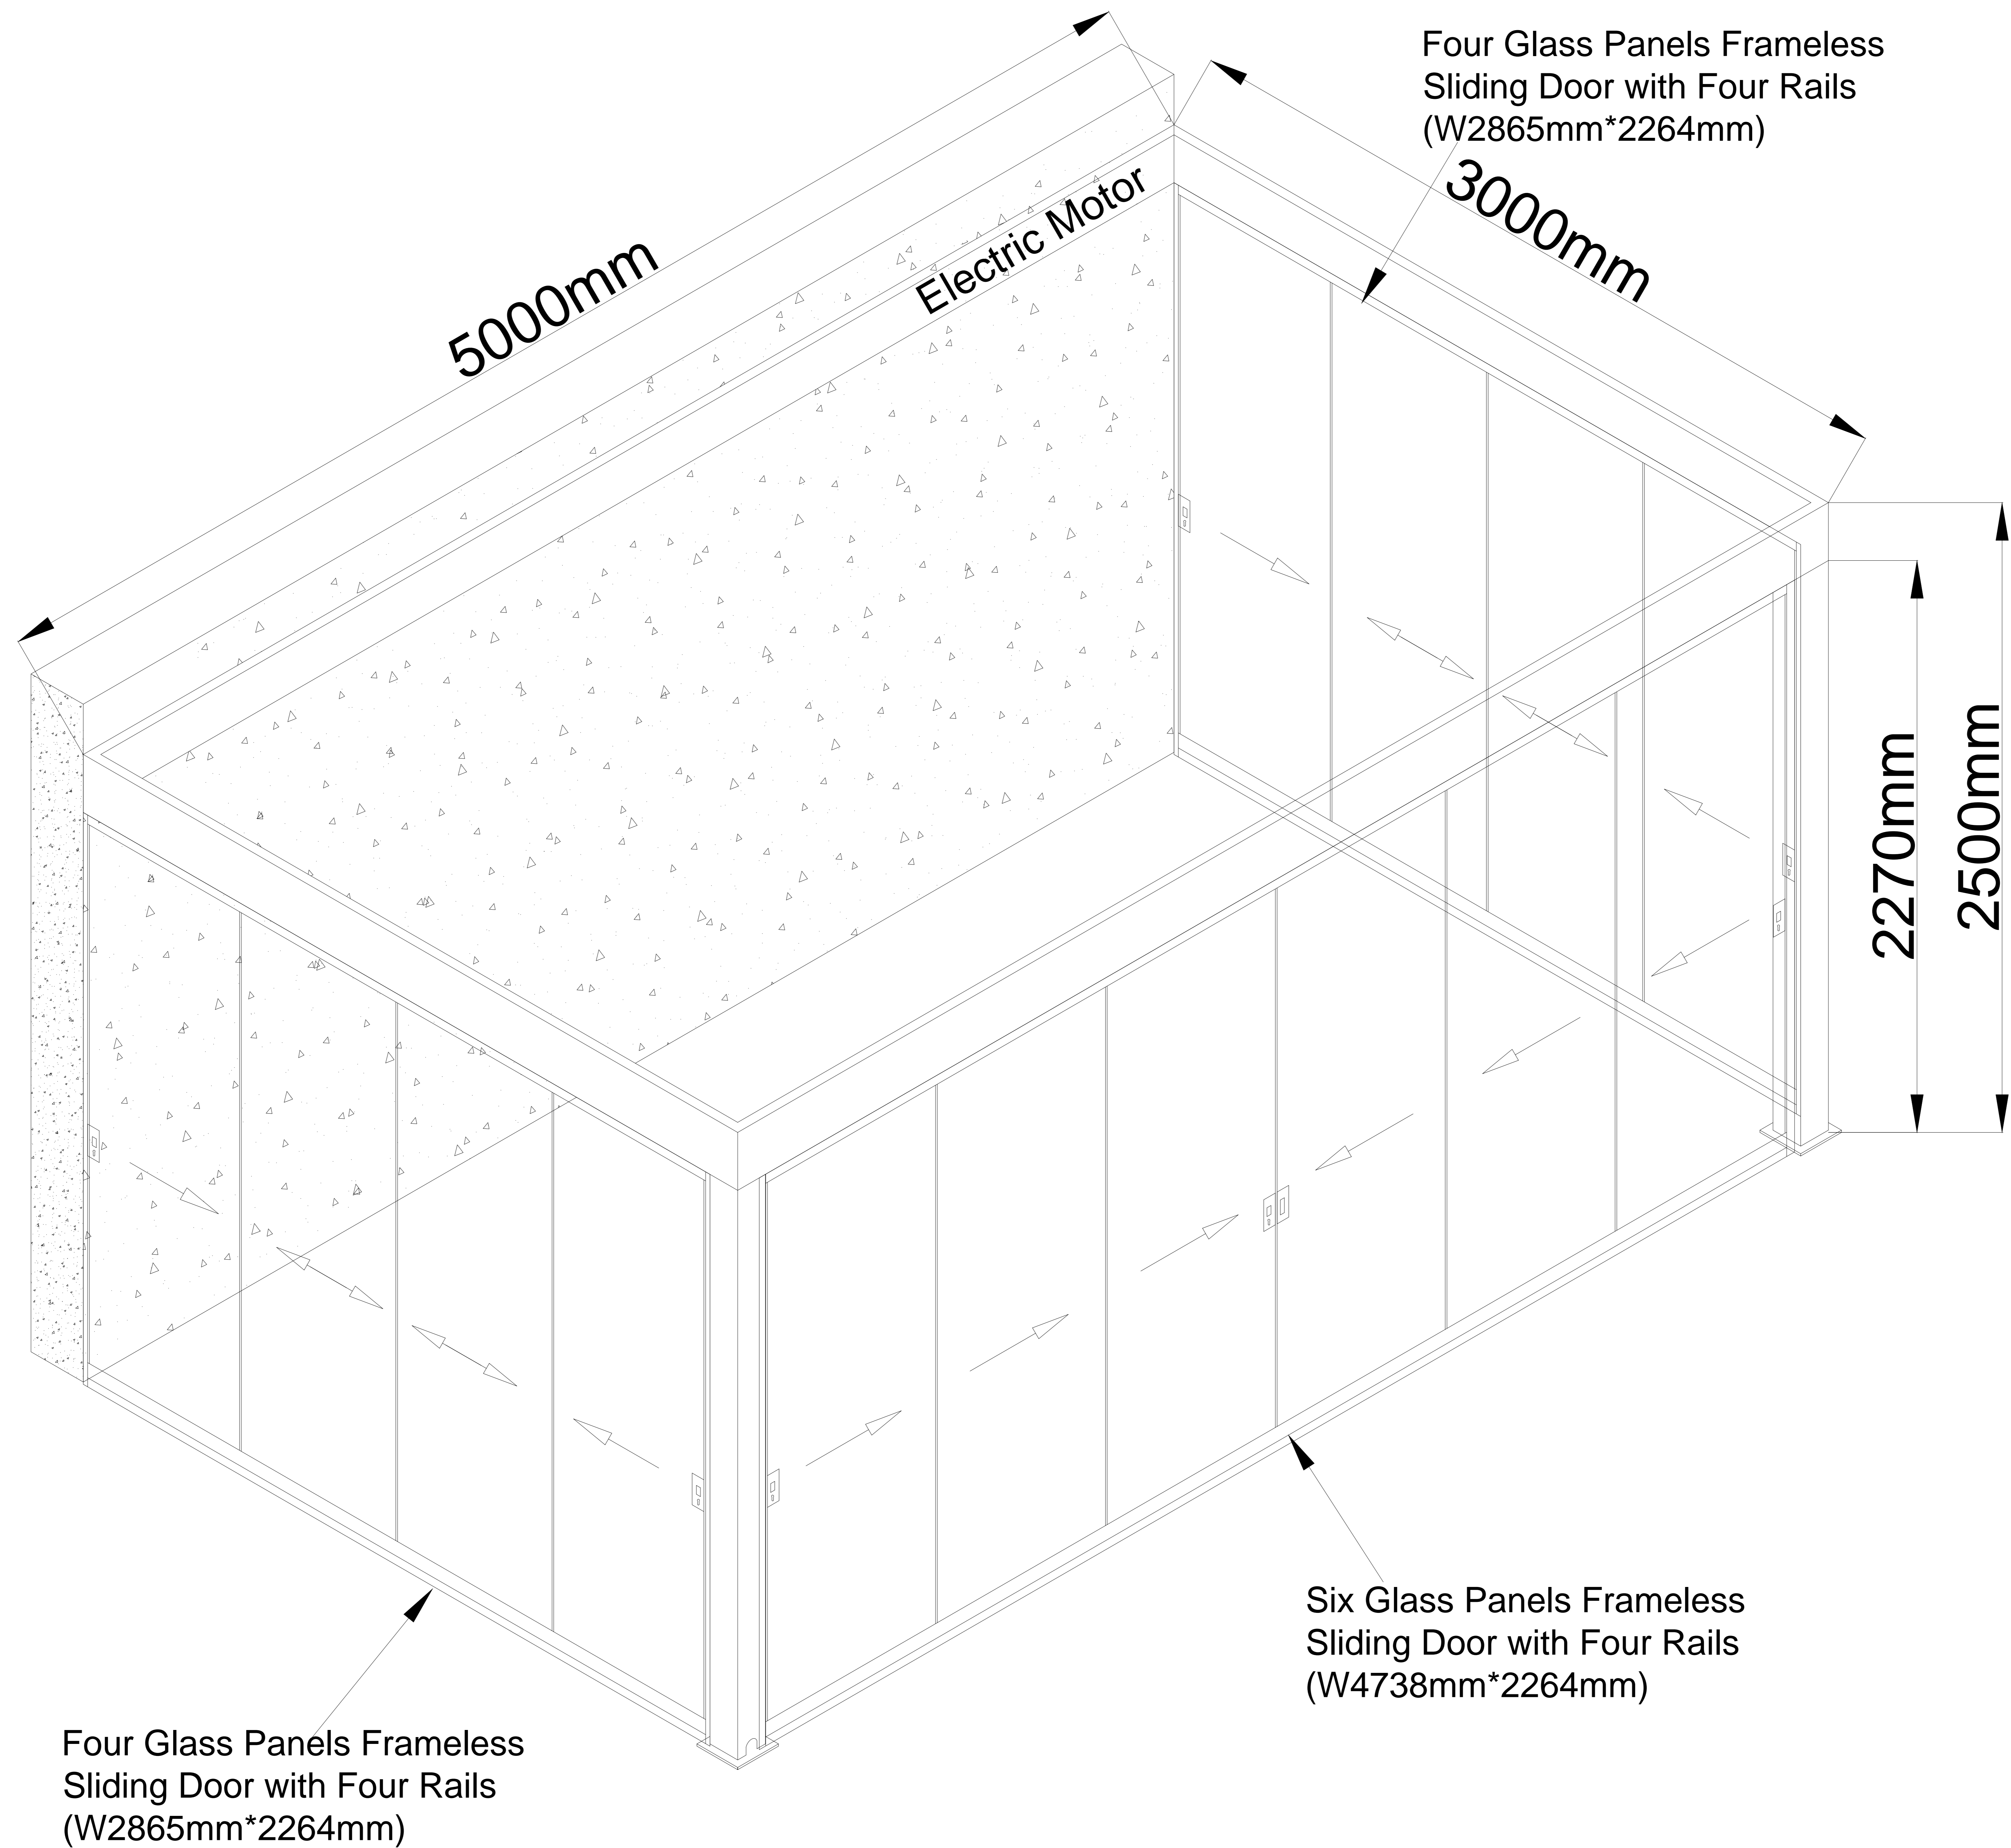 Four Glass Panels Frameless
Sliding Door with Four Rails
(W2865mm*2264mm)
3000mm
5000mm
Electric Motor
2270mm
2500mm
Six Glass Panels Frameless
Sliding Door with Four Rails
(W4738mm*2264mm)
Four Glass Panels Frameless
Sliding Door with Four Rails
(W2865mm*2264mm)